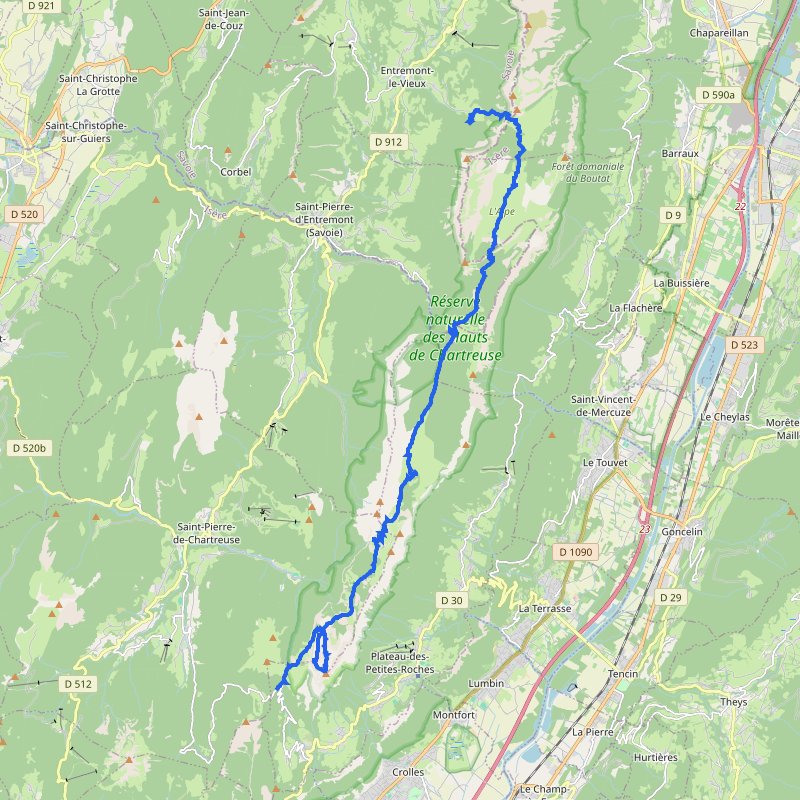 D 921
Saint-Jean-
de-Couz
Chapareillan
Saint-Christophe
La Grotte
Entremont-
le-Vieux
Savoie
D 590a
Saint-Christophe-
sur-Guiers
D 912
Barraux
Savoie
Isère
Forêt domaniale
du Boutat
Corbel
22
D 520
Isère
Saint-Pierre-
d'Entremont
(Savoie)
L'Alpe
D 9
La Buissière
Réserve
naturelle
des Hauts
de Chartreuse
La Flachère
D 523
Saint-Vincent-
de-Mercuze
Le Cheylas
Morête
Maill
D 520b
Le Touvet
Saint-Pierre-
de-Chartreuse
23
Goncelin
D 1090
D 30
La Terrasse
D 29
Plateau-des-
Petites-Roches
Tencin
D 512
Lumbin
Theys
Montfort
La Pierre
Hurtières
Crolles
Le Champ-